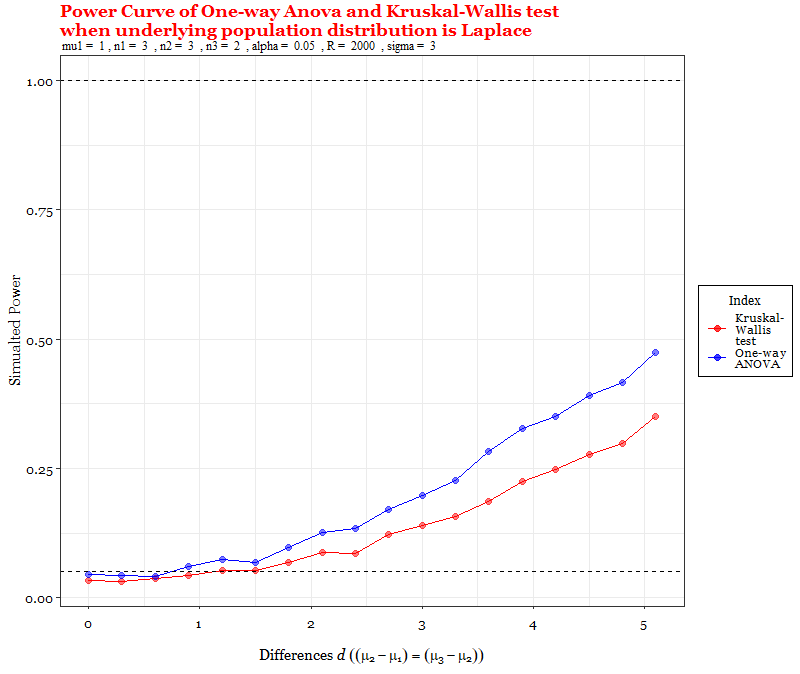 Power Curve of One-way Anova and Kruskal-Wallis test
when underlying population distribution is Laplace
mu1 = 1 , n1 = 3 , n2 = 3 , n3 = 2 , alpha = 0.05 , R = 2000 , sigma = 3
1.00
0.75
0.50
0.25
0.00
Simualted Power
0 1 2 3 4 5
Differences d ((μ₂ − μ₁) = (μ₃ − μ₂))
Index
Kruskal-
Wallis
test
One-way
ANOVA